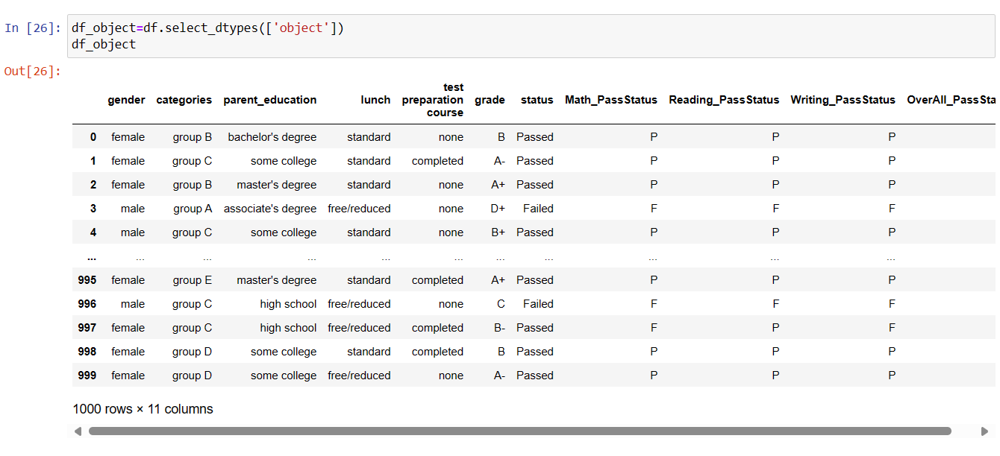 In [26]: df_object=df.select_dtypes(['object'])
df_object
Out[26]:
gender categories parent_education lunch test preparation course grade status Math_PassStatus Reading_PassStatus Writing_PassStatus OverAll_PassSta
0 female group B bachelor's degree standard none B Passed P P P
1 female group C some college standard completed A- Passed P P P
2 female group B master's degree standard none A+ Passed P P P
3 male group A associate's degree free/reduced none D+ Failed F F F
4 male group C some college standard none B+ Passed P P P
... ... ... ... ... ... ... ... ... ... ...
995 female group E master's degree standard completed A+ Passed P P P
996 male group C high school free/reduced none C Failed F F F
997 female group C high school free/reduced completed B- Passed F P F
998 female group D some college standard completed B Passed P P P
999 female group D some college free/reduced none A- Passed P P P
1000 rows × 11 columns